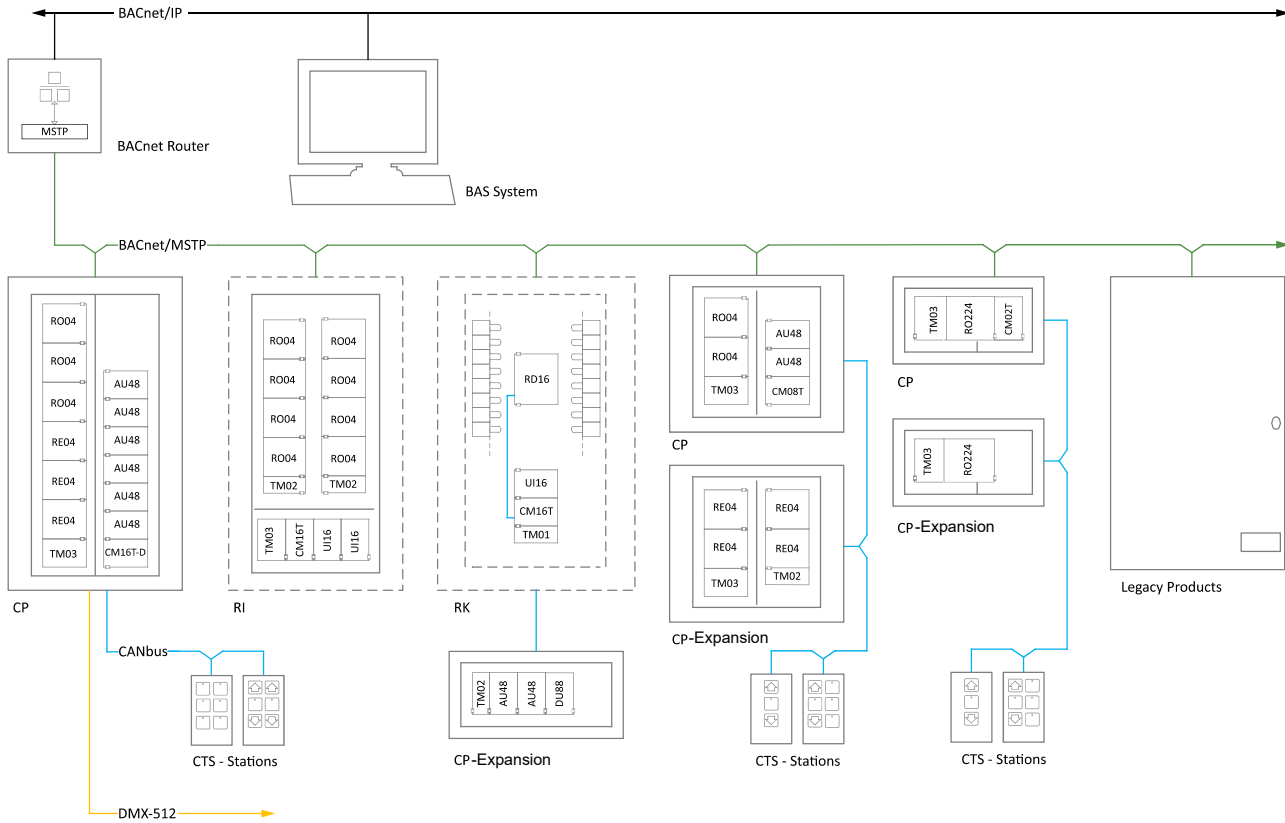 BACnet/IP
MSTP
BACnet Router
BAS System
BACnet/MSTP
RO04
RO04
RO04
RE04
RE04
RE04
TM03
AU48
AU48
AU48
AU48
AU48
AU48
CM16T-D
CP
RO04
RO04
RO04
RO04
TM02
RO04
RO04
RO04
RO04
TM02
TM03
CM16T
UI16
UI16
RI
RD16
UI16
CM16T
TM01
RK
RO04
RO04
TM03
AU48
AU48
CM08T
CP
RE04
RE04
TM03
RE04
RE04
TM02
CP-Expansion
TM03
RO224
CM02T
CP
TM03
RO224
CP-Expansion
Legacy Products
CANbus
CTS - Stations
TM02
AU48
AU48
DU88
CP-Expansion
CTS - Stations
CTS - Stations
DMX-512